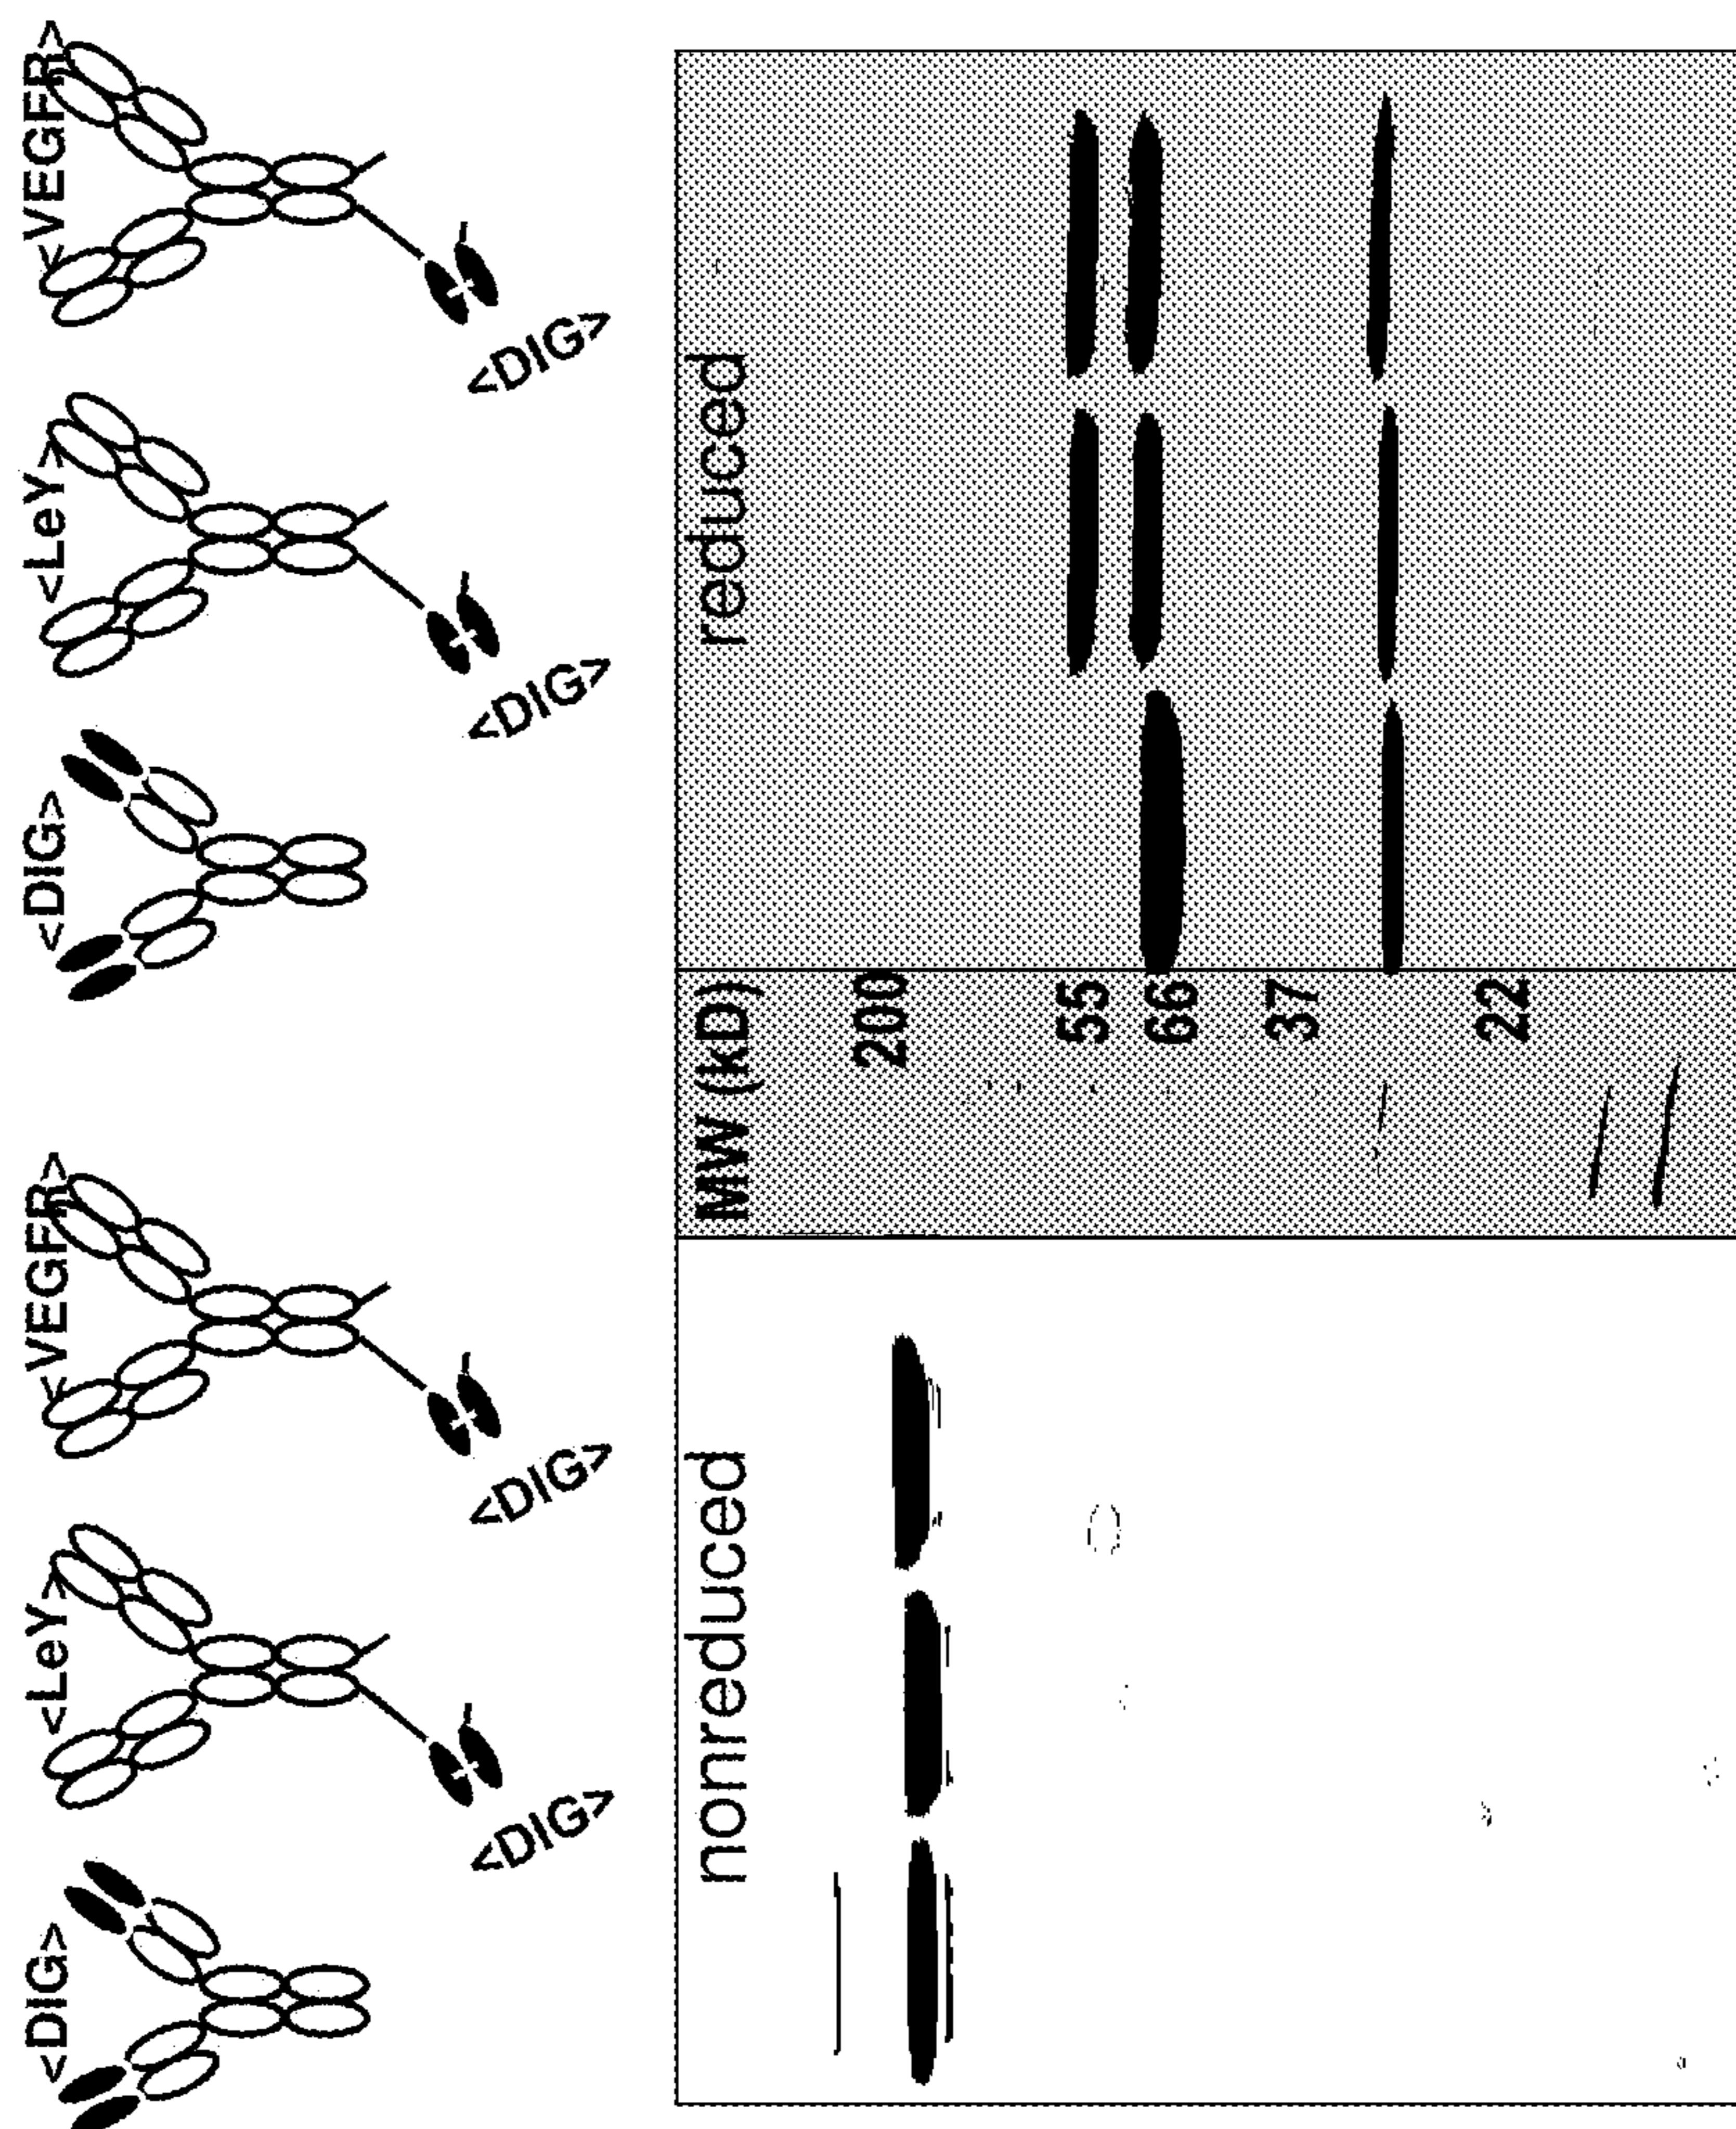 <DIG>
<LeY>
<VEGFR>
<DIG>
<LeY>
<VEGFR>
<DIG>
<DIG>
<DIG>
<DIG>
nonreduced
MW (kD)
reduced
200
55
66
37
22